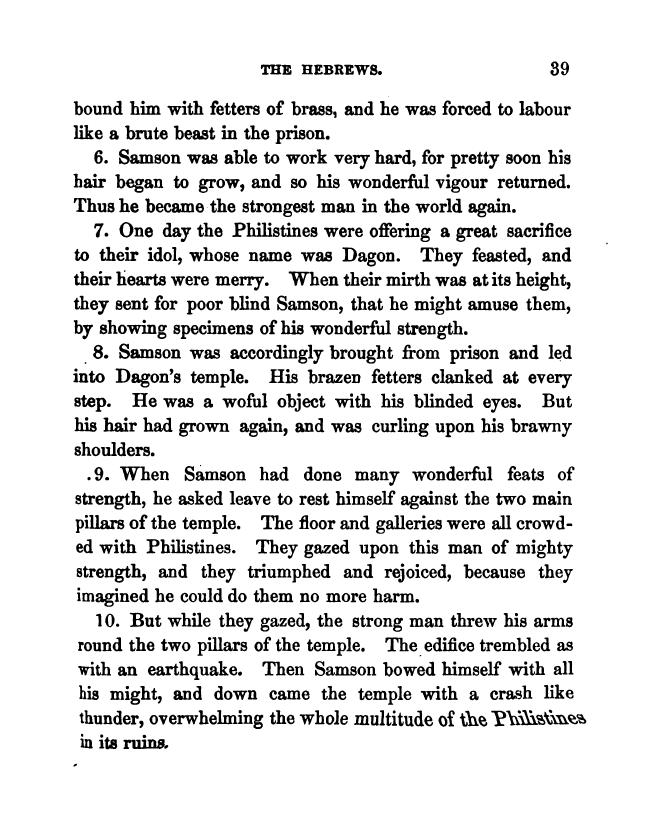 THE HEBREWS. 39
bound him with fetters of brass, and he was forced to labour
like a brute beast in the prison.
6. Samson was able to work very hard, for pretty soon his
hair began to grow, and so his wonderful vigour returned.
Thus he became the strongest man in the world again.
7. One day the Philistines were offering a great sacrifice
to their idol, whose name was Dagon. They feasted, and
their hearts were merry. When their mirth was at its height,
they sent for poor blind Samson, that he might amuse them,
by showing specimens of his wonderful strength.
8. Samson was accordingly brought from prison and led
into Dagon's temple. His brazen fetters clanked at every
step. He was a woful object with his blinded eyes. But
his hair had grown again, and was curling upon his brawny
shoulders.
9. When Samson had done many wonderful feats of
strength, he asked leave to rest himself against the two main
pillars of the temple. The floor and galleries were all crowd-
ed with Philistines. They gazed upon this man of mighty
strength, and they triumphed and rejoiced, because they
imagined he could do them no more harm.
10. But while they gazed, the strong man threw his arms
round the two pillars of the temple. The edifice trembled as
with an earthquake. Then Samson bowed himself with all
his might, and down came the temple with a crash like
thunder, overwhelming the whole multitude of the Philistines
in its ruins.